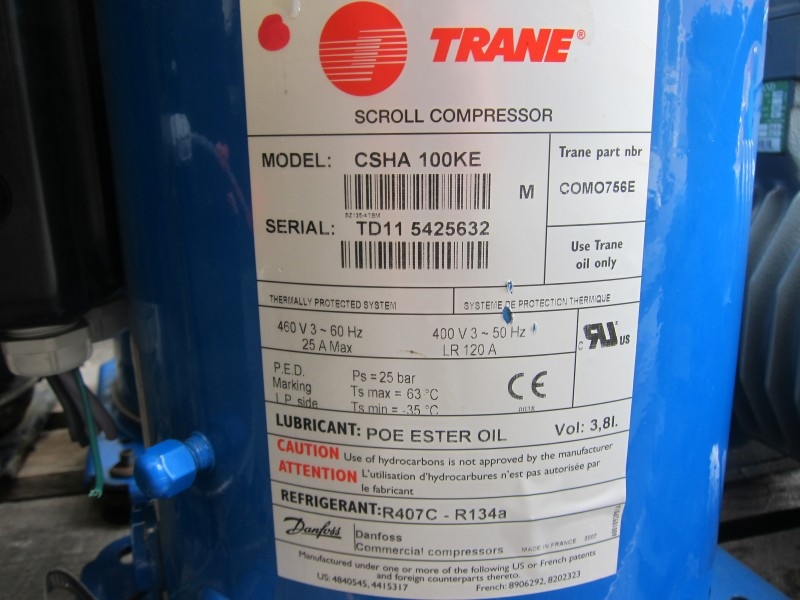 TRANE®
SCROLL COMPRESSOR
MODEL: CSHA 100KE
M
SERIAL: TD11 5425632
Trane part nbr
COMO756E
Use Trane
oil only
THERMALLY PROTECTED SYSTEM
SYSTEME DE PROTECTION THERMIQUE
460 V 3 ~ 60 Hz
25 A Max
400 V 3 ~ 50 Hz
LR 120 A
C RU US
P.E.D.
Marking
L.P. side
Ps = 25 bar
Ts max = 63 °C
Ts min = -35 °C
CE
0038
LUBRICANT: POE ESTER OIL Vol: 3,8l.
CAUTION Use of hydrocarbons is not approved by the manufacturer
ATTENTION L'utilisation d'hydrocarbures n'est pas autorisée par
le fabricant
REFRIGERANT: R407C - R134a
Danfoss
Danfoss
Commercial compressors MADE IN FRANCE 2007
Manufactured under one or more of the following US or French patents
and foreign counterparts thereto.
US: 4840545, 4415317 French: 8906292, 8202323